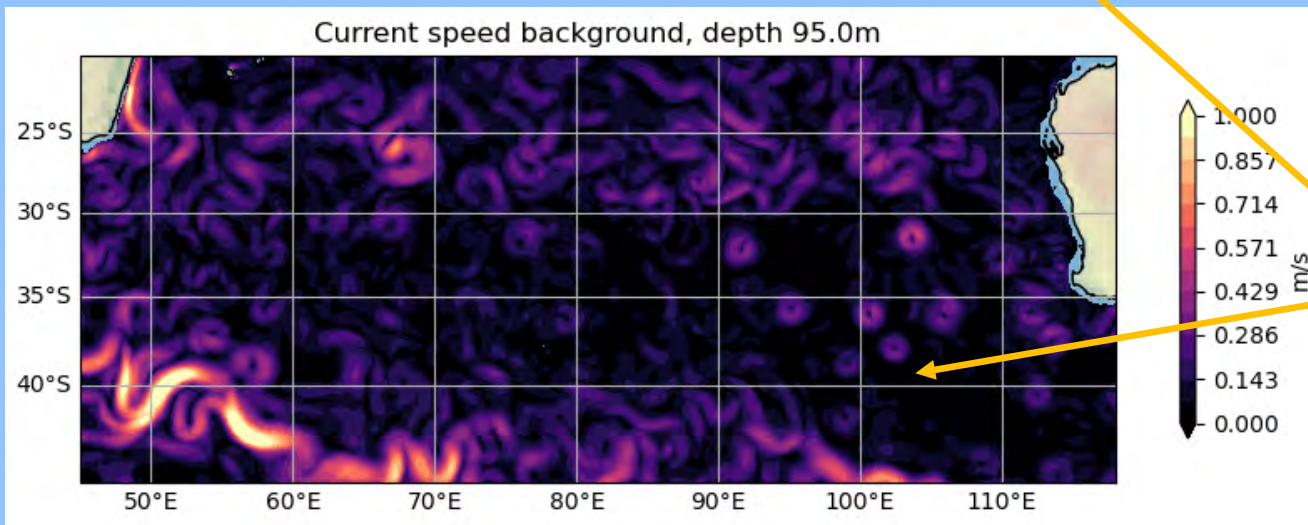 Current speed background, depth 95.0m
25°S
30°S
35°S
40°S
50°E 60°E 70°E 80°E 90°E 100°E 110°E
1.000
0.857
0.714
0.571
0.429
0.286
0.143
0.000
m/s